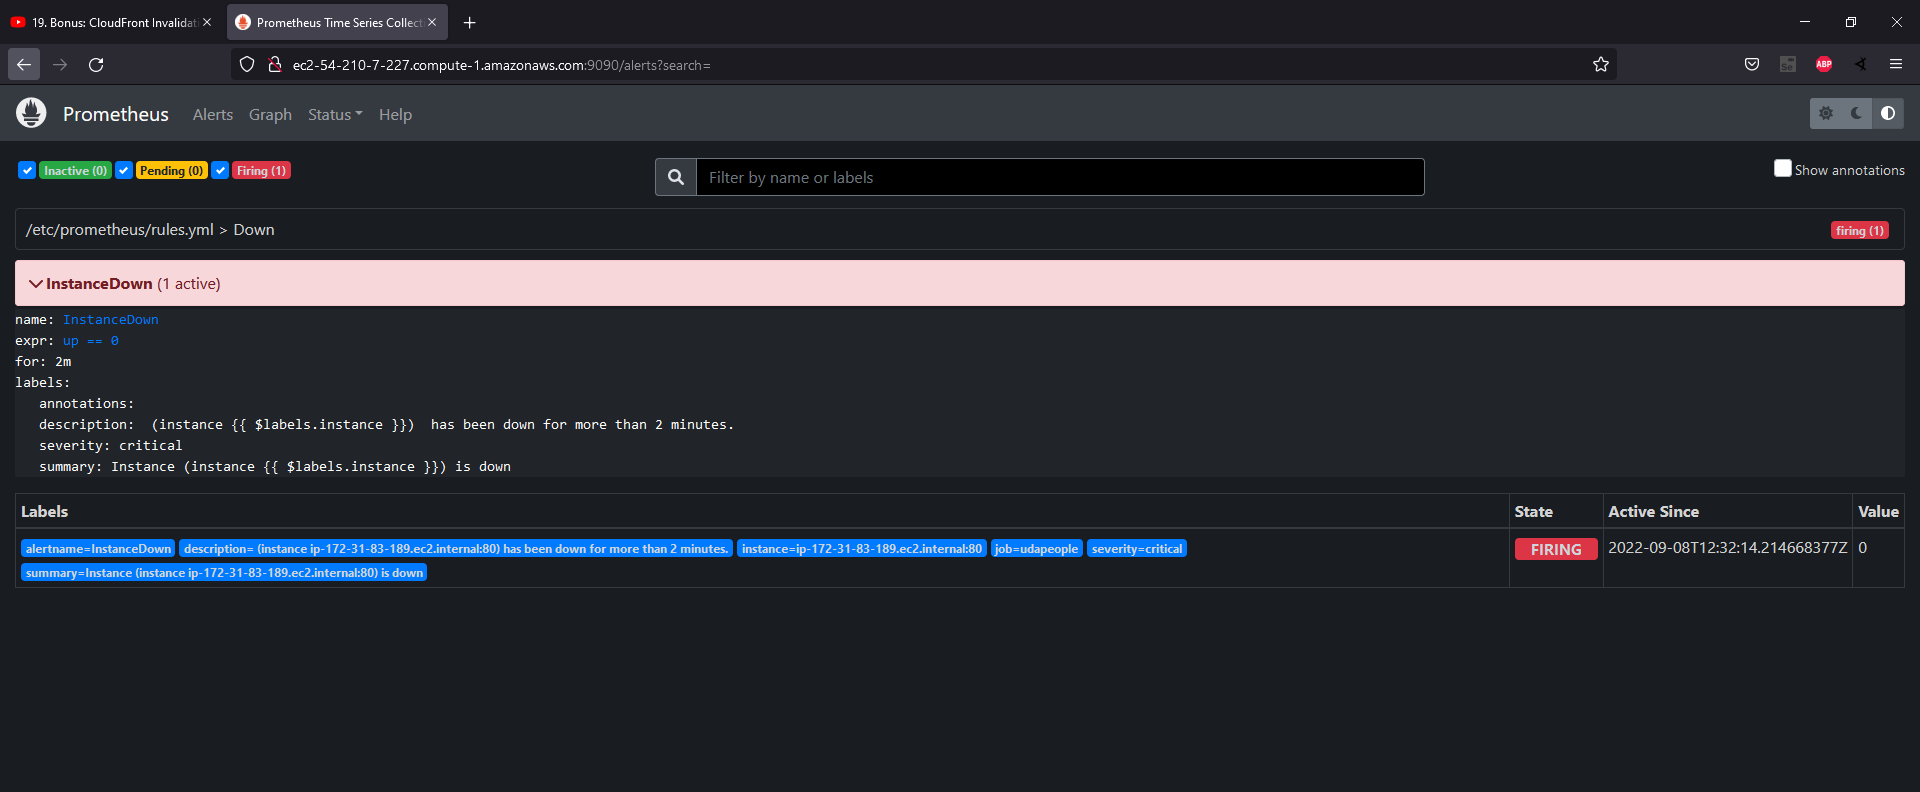 19. Bonus: CloudFront Invalidati
Prometheus Time Series Collecti
ec2-54-210-7-227.compute-1.amazonaws.com:9090/alerts?search=
Se
ABP
Prometheus Alerts Graph Status Help
Inactive (0) Pending (0) Firing (1)
Filter by name or labels
Show annotations
/etc/prometheus/rules.yml > Down
firing (1)
InstanceDown (1 active)
name: InstanceDown
expr: up == 0
for: 2m
labels:
annotations:
description:  (instance {{ $labels.instance }})  has been down for more than 2 minutes.
severity: critical
summary: Instance (instance {{ $labels.instance }}) is down
Labels State Active Since Value
alertname=InstanceDown description= (instance ip-172-31-83-189.ec2.internal:80) has been down for more than 2 minutes. instance=ip-172-31-83-189.ec2.internal:80 job=udapeople severity=critical
FIRING 2022-09-08T12:32:14.214668377Z 0
summary=Instance (instance ip-172-31-83-189.ec2.internal:80) is down